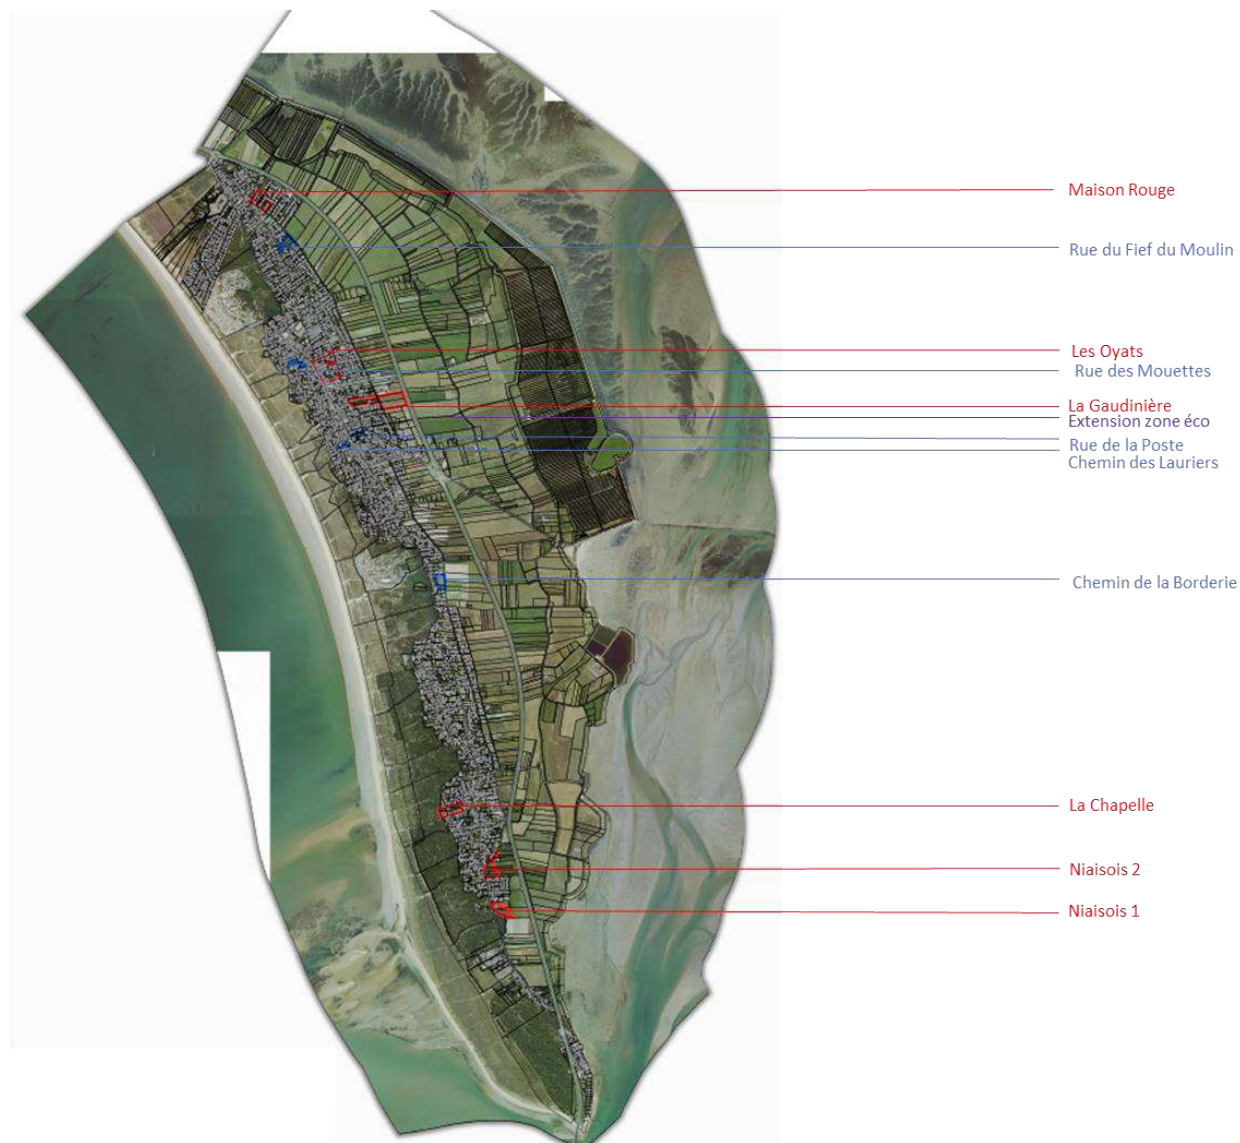 Maison Rouge
Rue du Fief du Moulin
Les Oyats
Rue des Mouettes
La Gaudinière
Extension zone éco
Rue de la Poste
Chemin des Lauriers
Chemin de la Borderie
La Chapelle
Niaisois 2
Niaisois 1